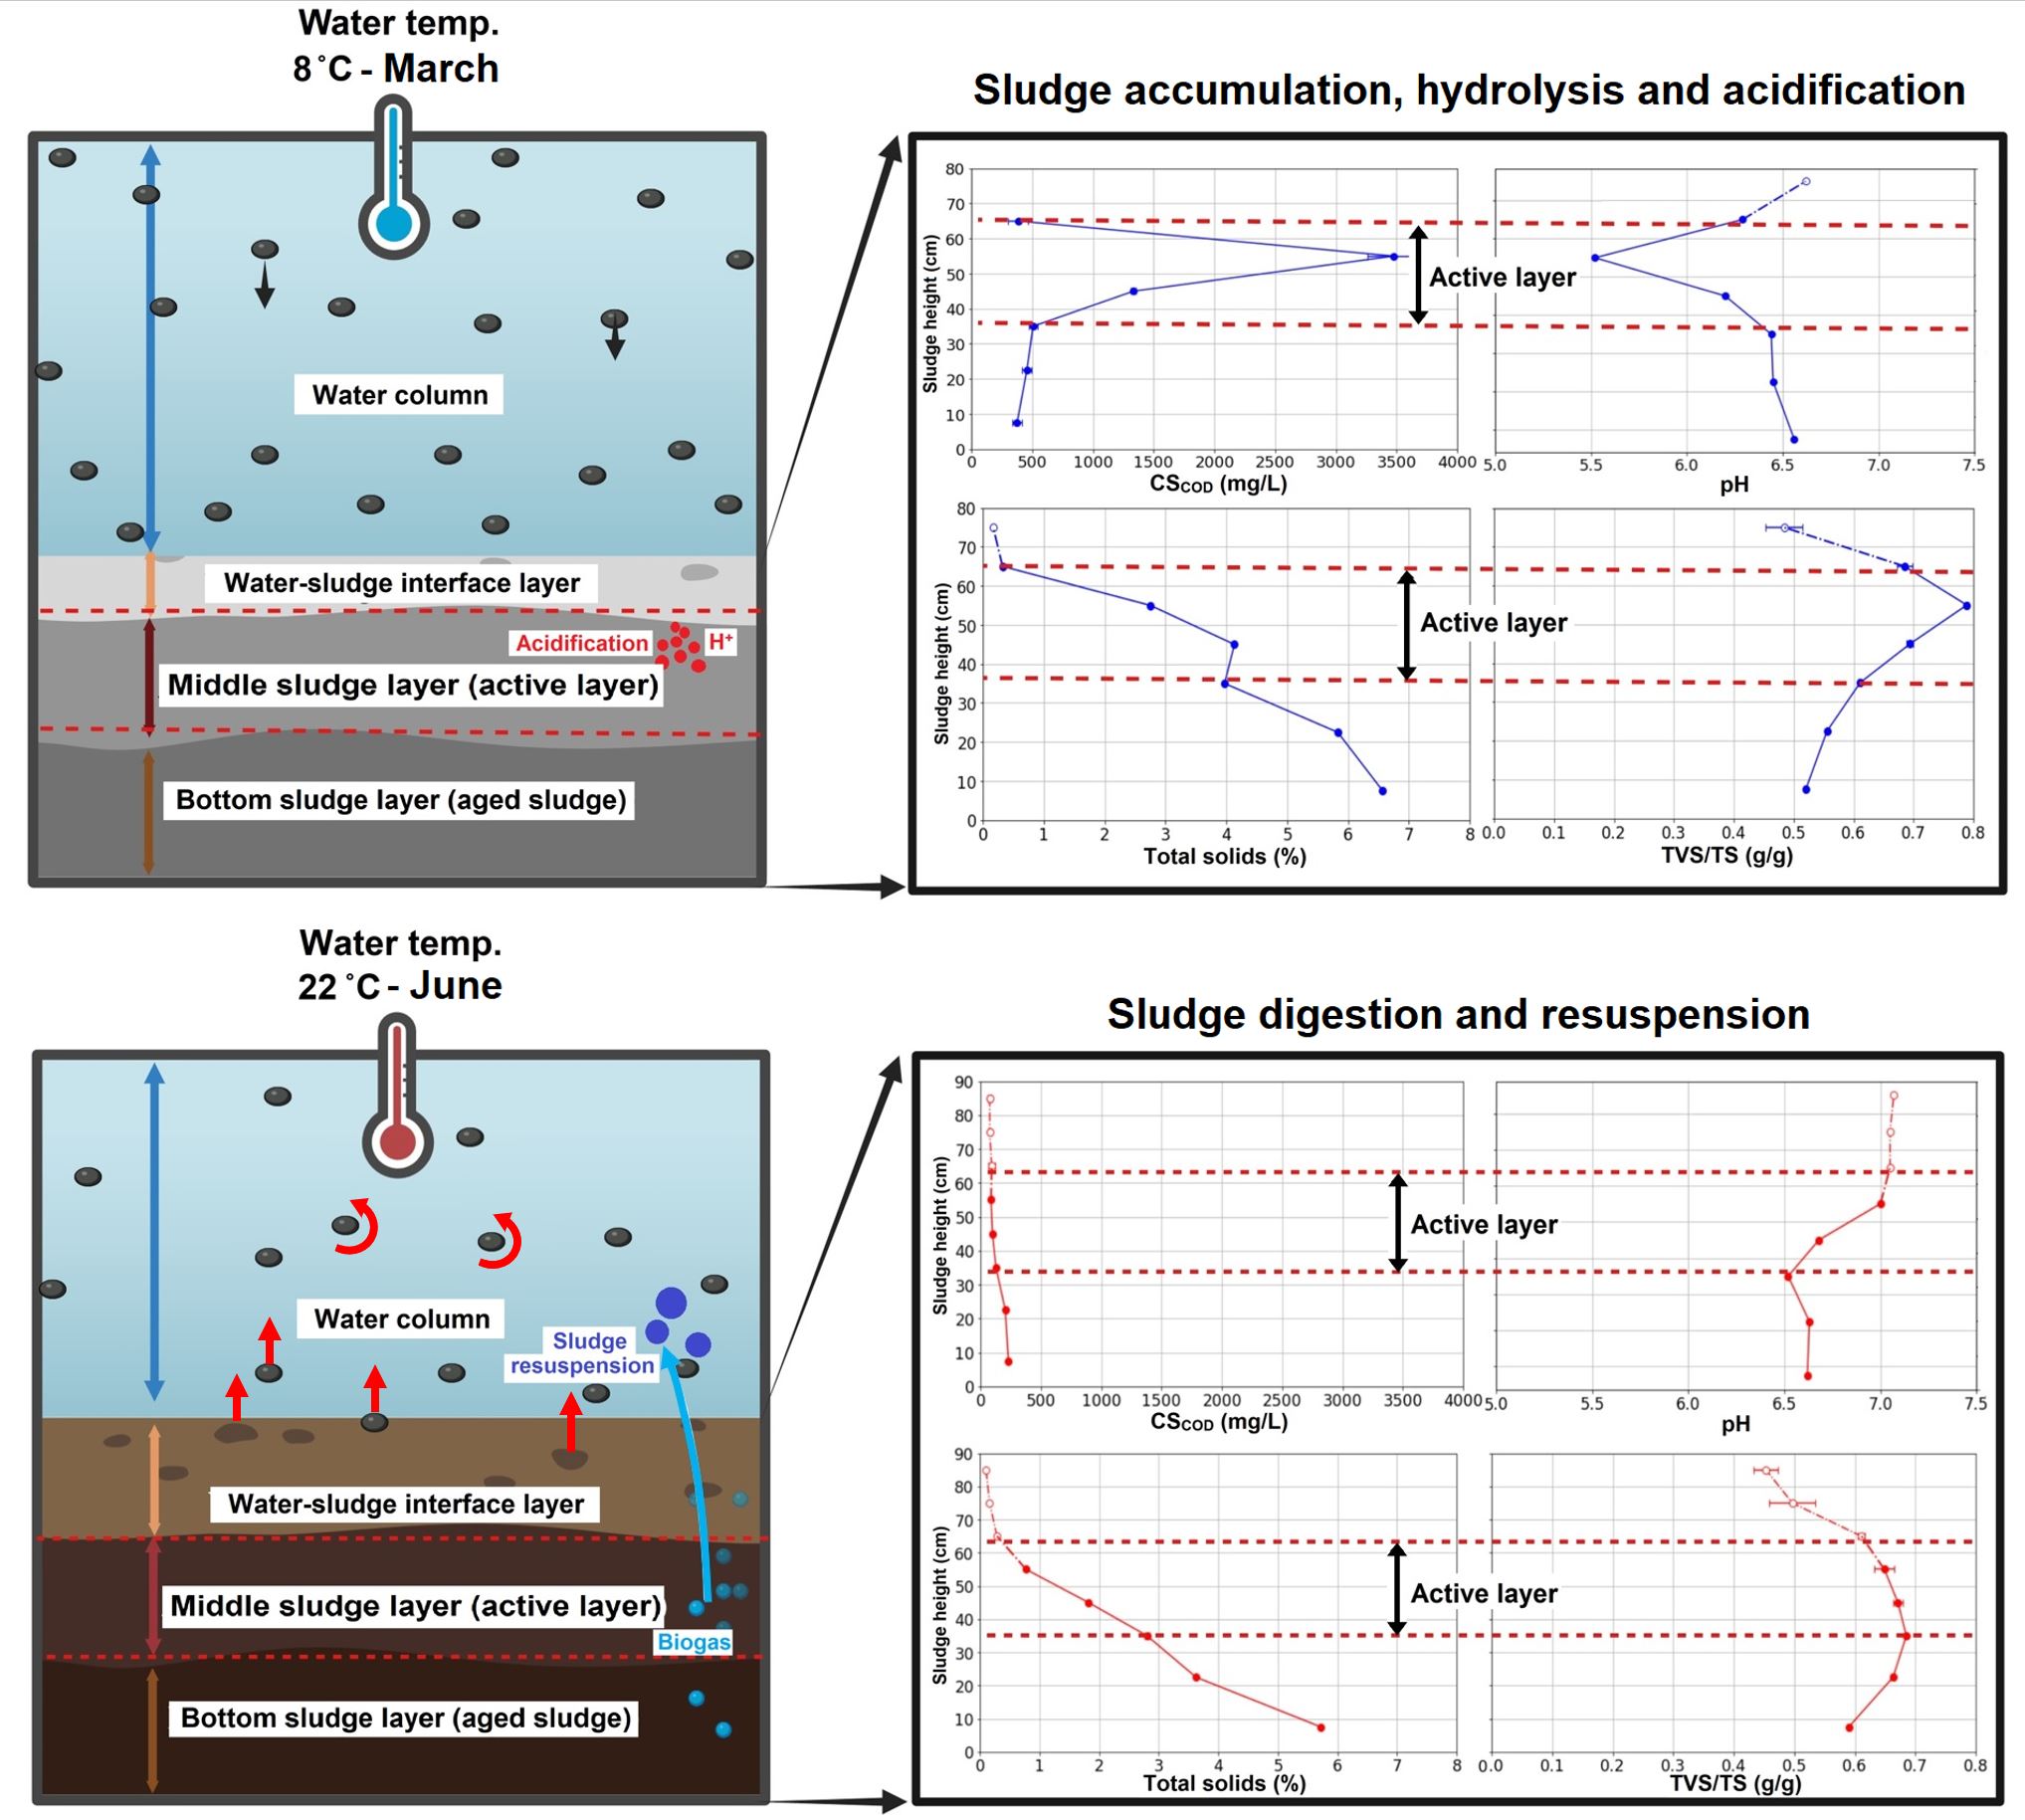 Water temp.
8 °C - March
Water column
Water-sludge interface layer
Acidification
H⁺
Middle sludge layer (active layer)
Bottom sludge layer (aged sludge)
Sludge accumulation, hydrolysis and acidification
Sludge height (cm)
80
70
60
50
40
30
20
10
0
0 500 1000 1500 2000 2500 3000 3500 4000
CSCOD (mg/L)
Active layer
5.0 5.5 6.0 6.5 7.0 7.5
pH
Sludge height (cm)
80
70
60
50
40
30
20
10
0
0 1 2 3 4 5 6 7 8
Total solids (%)
Active layer
0.0 0.1 0.2 0.3 0.4 0.5 0.6 0.7 0.8
TVS/TS (g/g)
Water temp.
22 °C - June
Water column
Sludge
resuspension
Water-sludge interface layer
Middle sludge layer (active layer)
Biogas
Bottom sludge layer (aged sludge)
Sludge digestion and resuspension
Sludge height (cm)
90
80
70
60
50
40
30
20
10
0
0 500 1000 1500 2000 2500 3000 3500 4000
CSCOD (mg/L)
Active layer
5.0 5.5 6.0 6.5 7.0 7.5
pH
Sludge height (cm)
90
80
70
60
50
40
30
20
10
0
0 1 2 3 4 5 6 7 8
Total solids (%)
Active layer
0.0 0.1 0.2 0.3 0.4 0.5 0.6 0.7 0.8
TVS/TS (g/g)